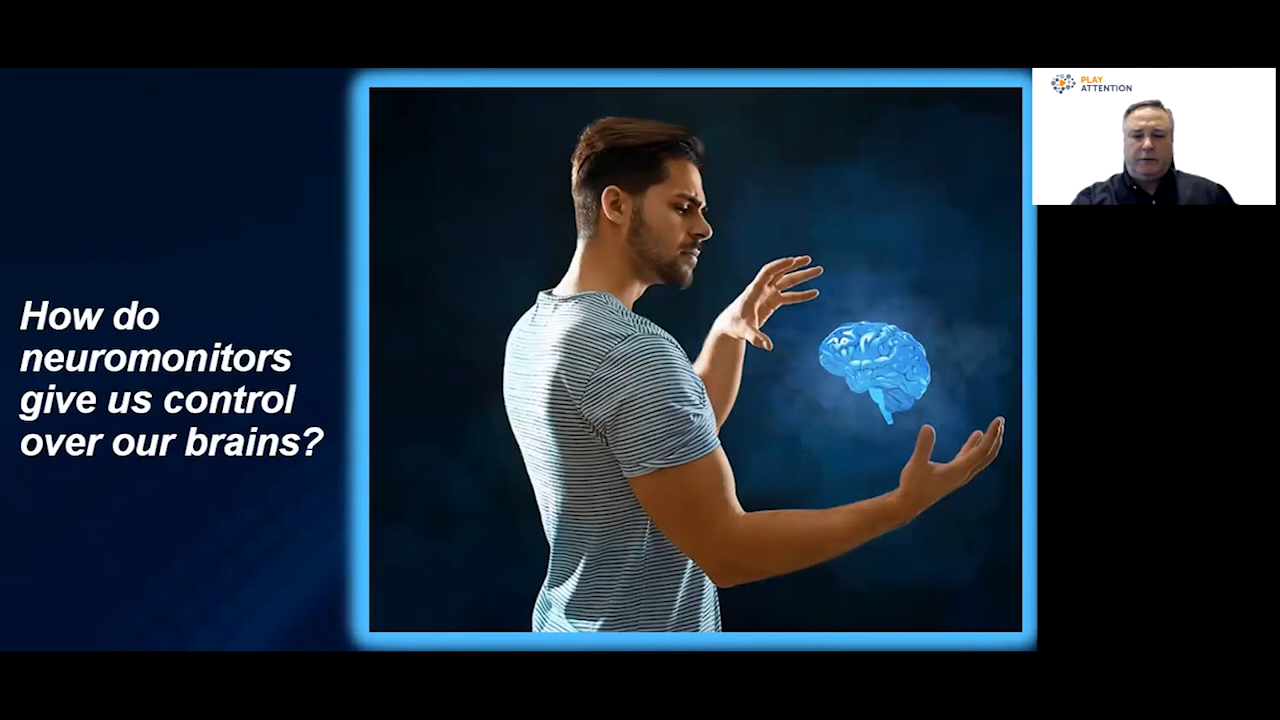 How do
neuromonitors
give us control
over our brains?
PLAY
ATTENTION